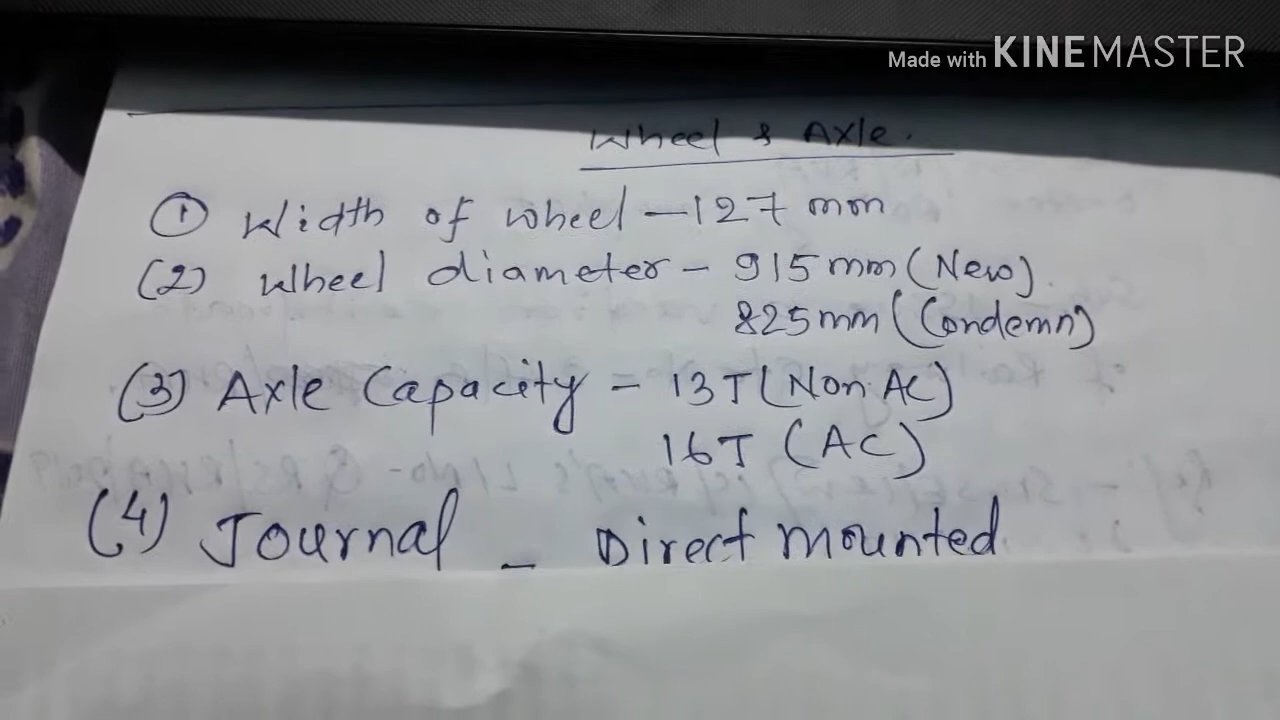 Made with KINEMASTER
Wheel & Axle.
① Width of wheel – 127 mm
(2) Wheel diameter – 915 mm (New).
825 mm (Condemn)
(3) Axle Capacity – 13T (Non AC)
16T (AC)
(4) Journal – Direct mounted